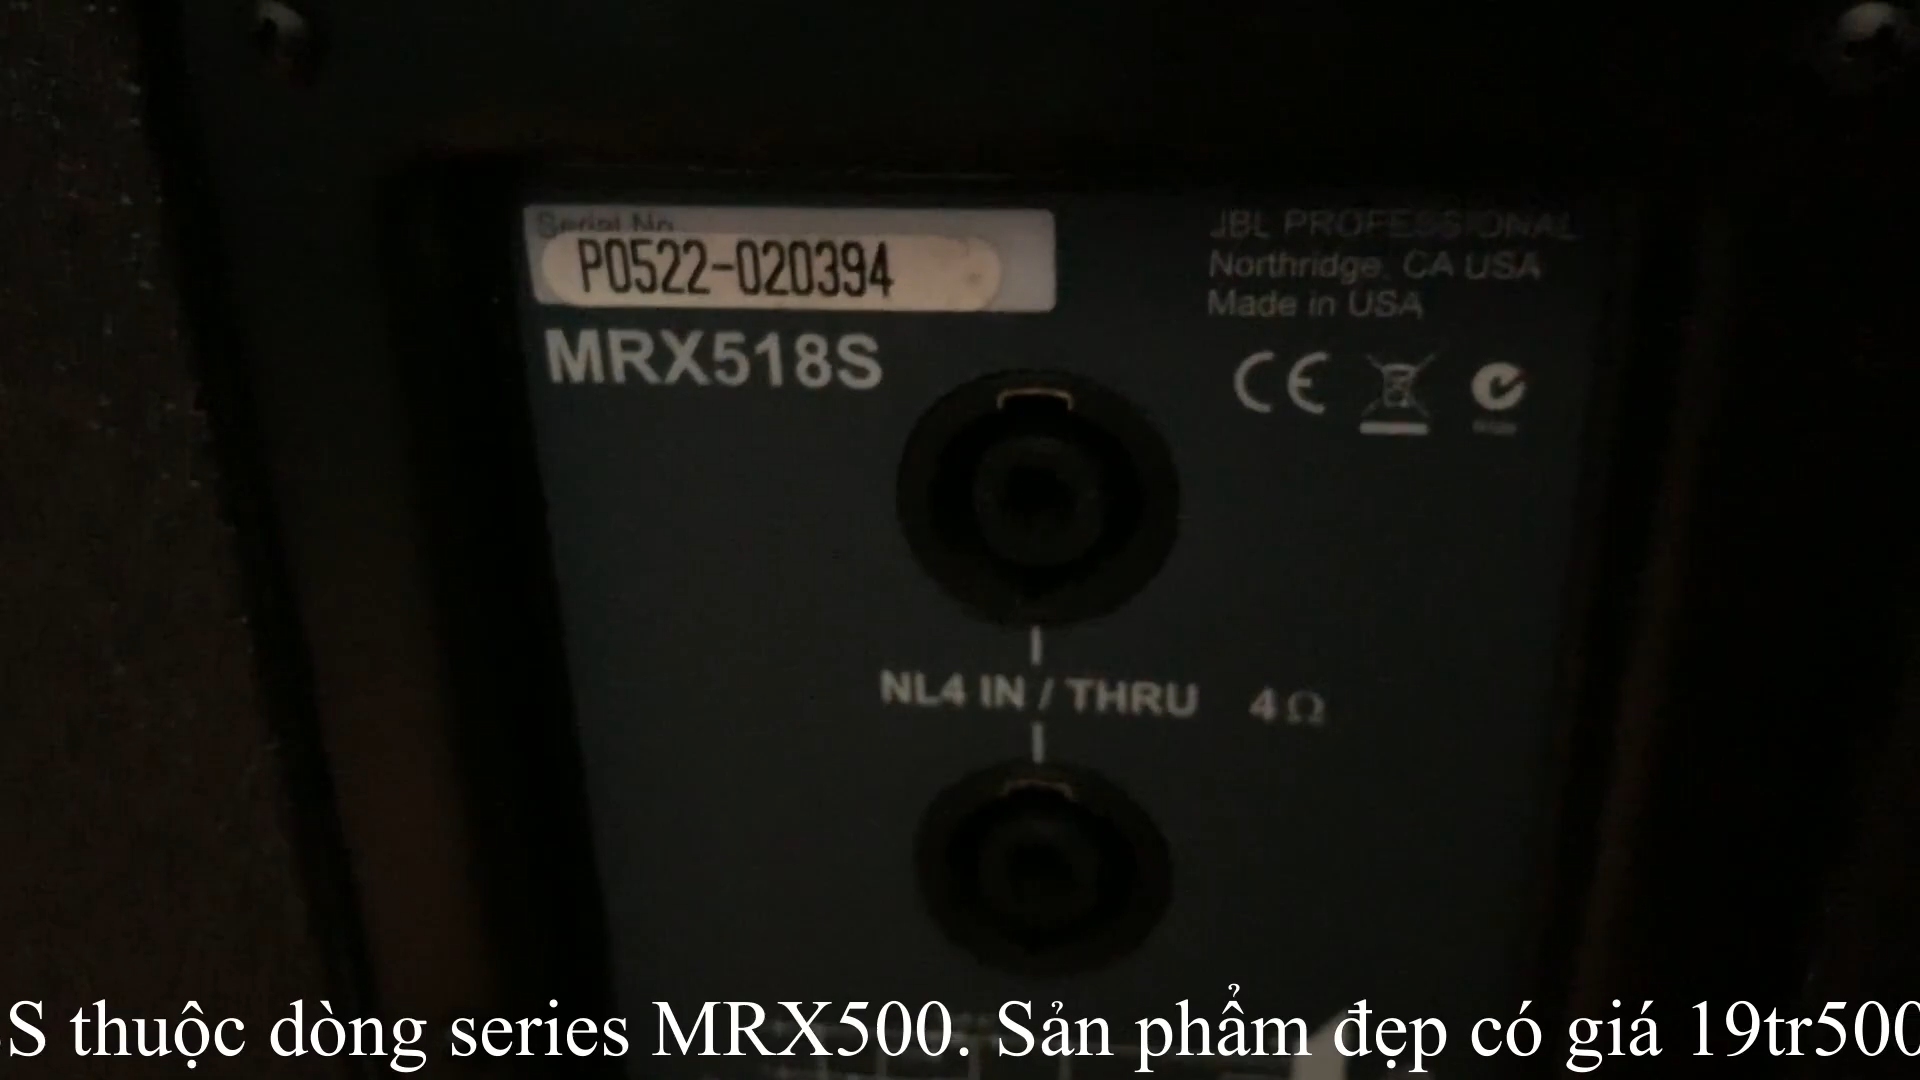 Serial No.
P0522-020394
MRX518S
JBL PROFESSIONAL
Northridge, CA USA
Made in USA
CE
NL4 IN / THRU 4Ω
S thuộc dòng series MRX500. Sản phẩm đẹp có giá 19tr500